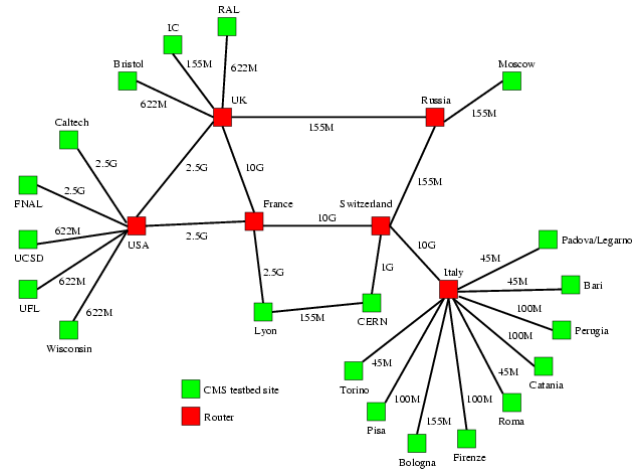 RAL
IC
Bristol
155M
622M
Moscow
622M
UK
Russia
155M
155M
Caltech
2.5G
2.5G
10G
155M
FNAL
2.5G
France
Switzerland
10G
UCSD
622M
USA
2.5G
10G
Padova/Legarno
45M
UFL
622M
2.5G
1G
Italy
45M
Bari
622M
Lyon
155M
CERN
100M
Perugia
Wisconsin
100M
Catania
45M
45M
Torino
CMS testbed site
100M
100M
Roma
Router
Pisa
155M
Firenze
Bologna